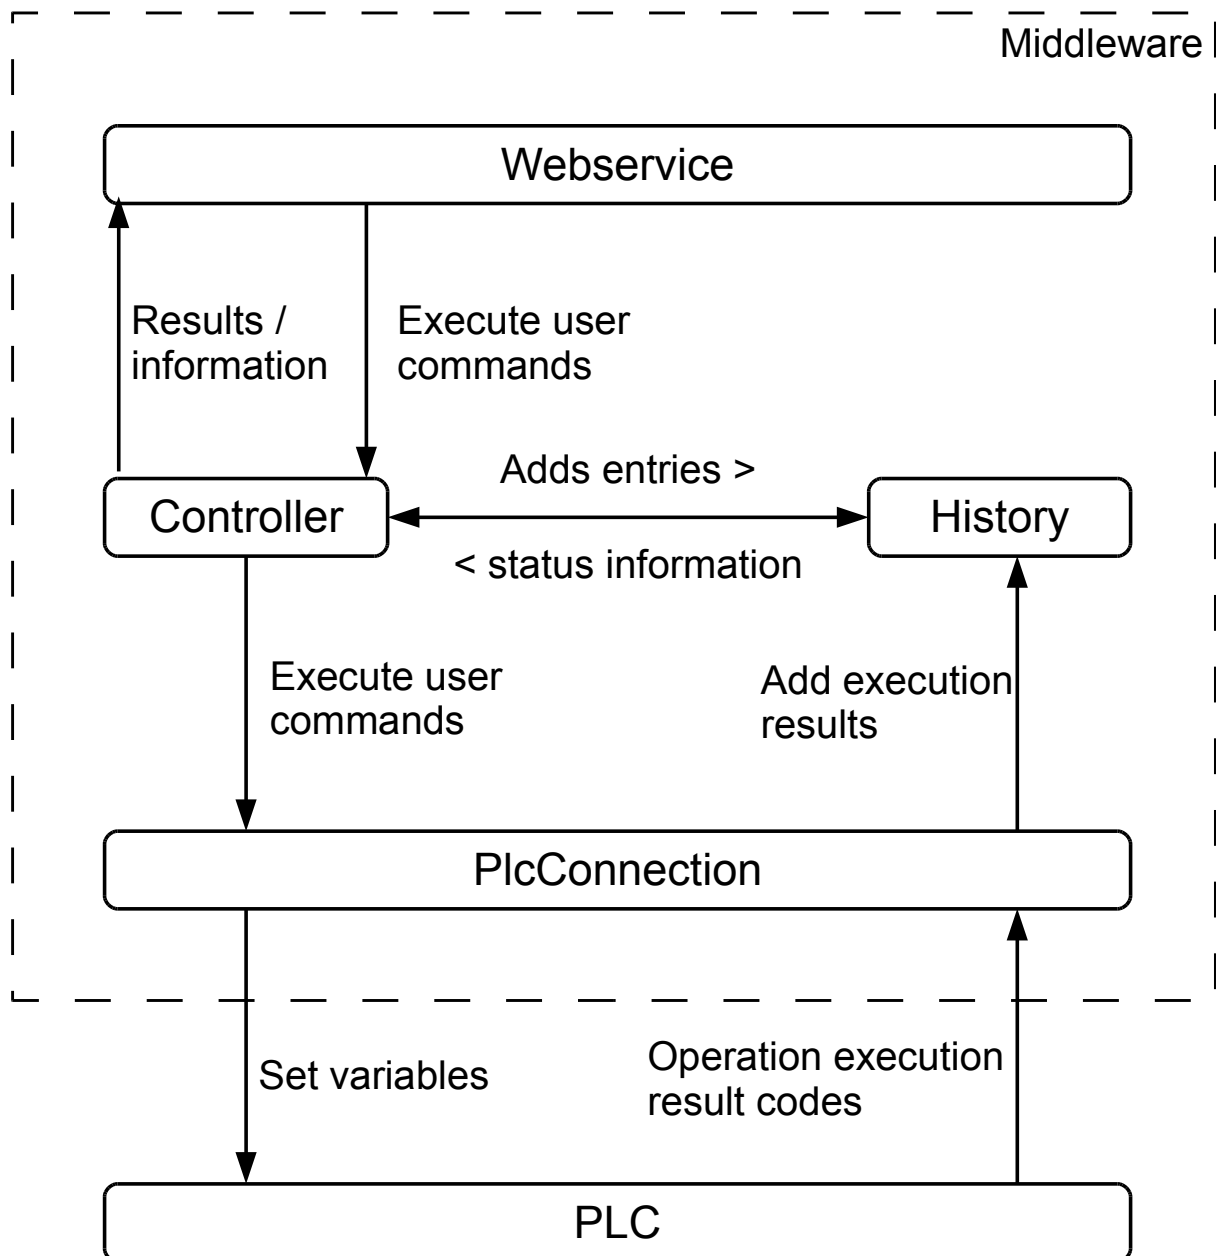 Middleware
Webservice
Results /
information
Execute user
commands
Adds entries >
Controller
History
< status information
Execute user
commands
Add execution
results
PlcConnection
Set variables
Operation execution
result codes
PLC